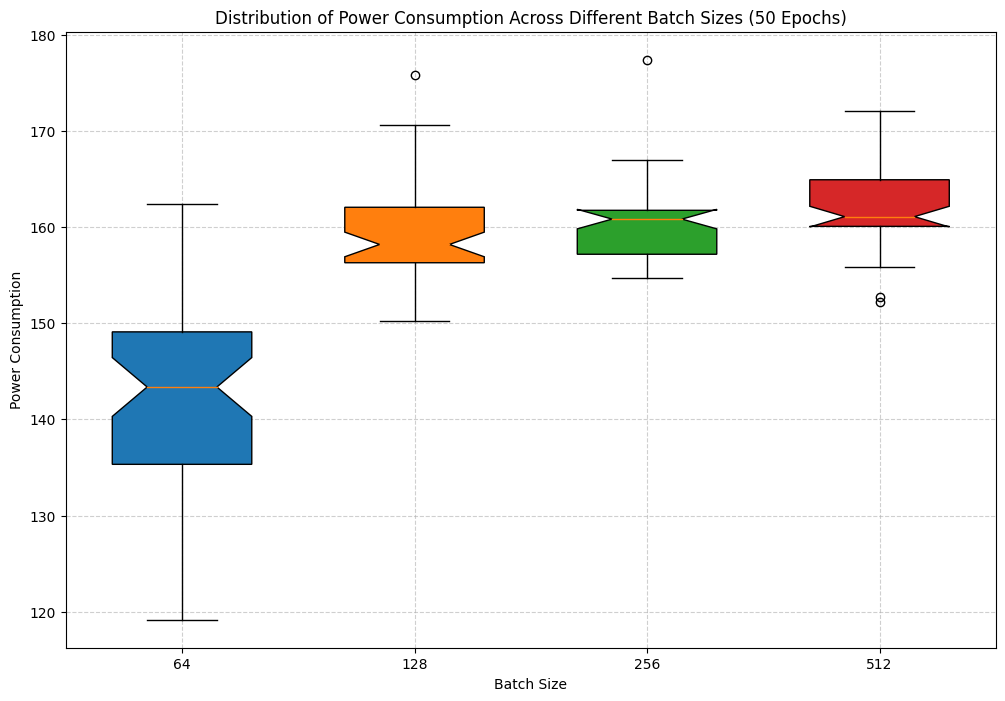 Distribution of Power Consumption Across Different Batch Sizes (50 Epochs)
Power Consumption
180
170
160
150
140
130
120
64 128 256 512
Batch Size